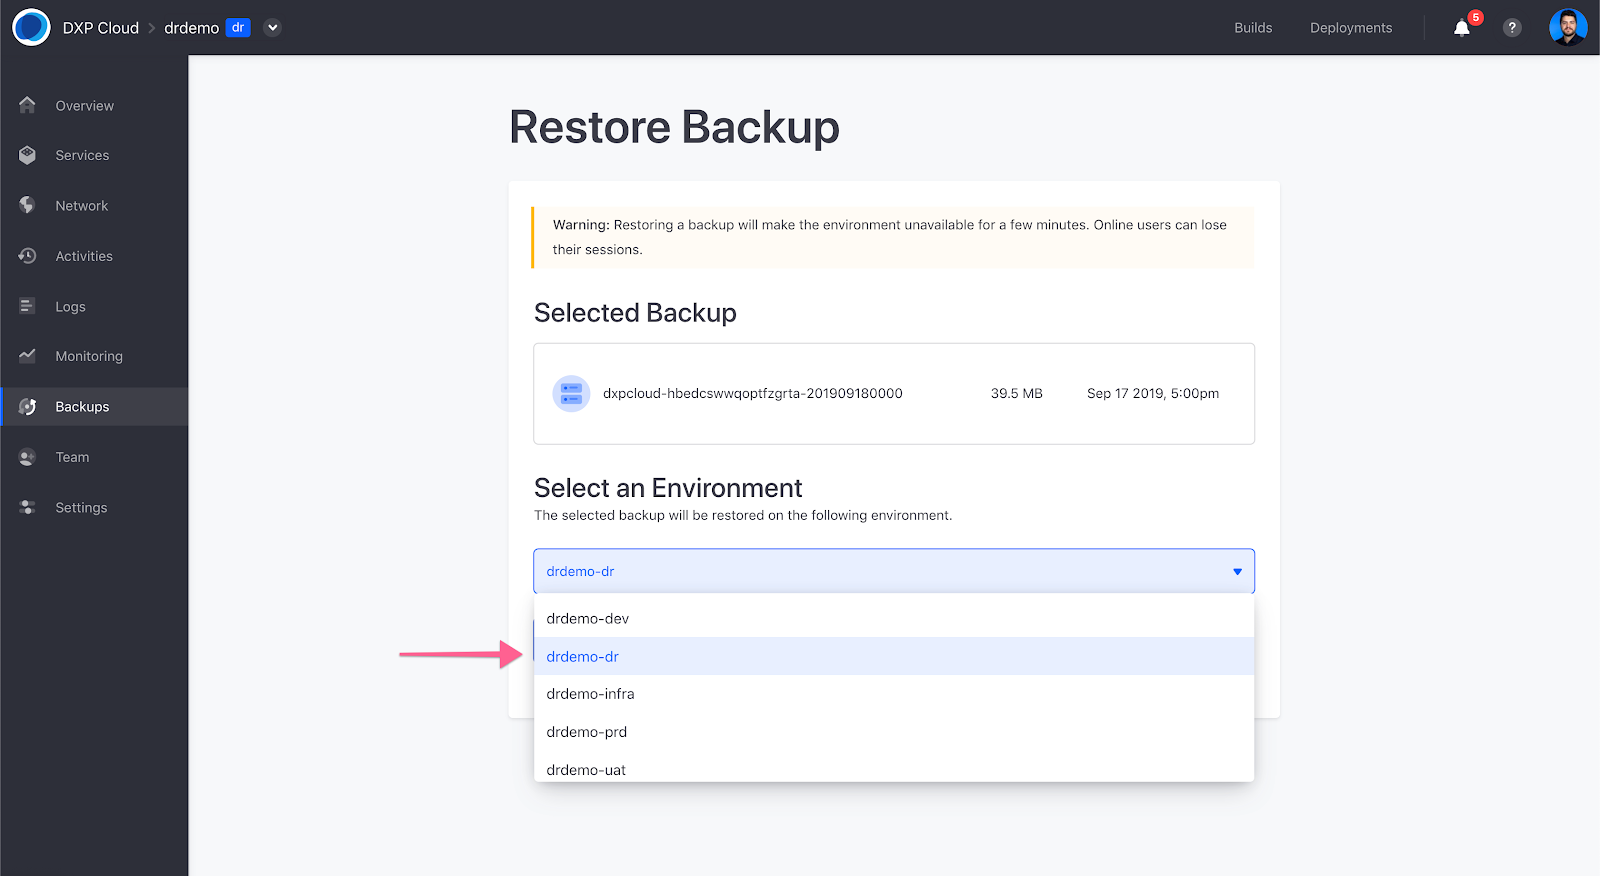 DXP Cloud > drdemo dr
Builds
Deployments
5
?
Overview
Services
Network
Activities
Logs
Monitoring
Backups
Team
Settings
Restore Backup
Warning: Restoring a backup will make the environment unavailable for a few minutes. Online users can lose
their sessions.
Selected Backup
dxpcloud-hbedcswwqoptfzgrta-201909180000 39.5 MB Sep 17 2019, 5:00pm
Select an Environment
The selected backup will be restored on the following environment.
drdemo-dr
drdemo-dev
drdemo-dr
drdemo-infra
drdemo-prd
drdemo-uat